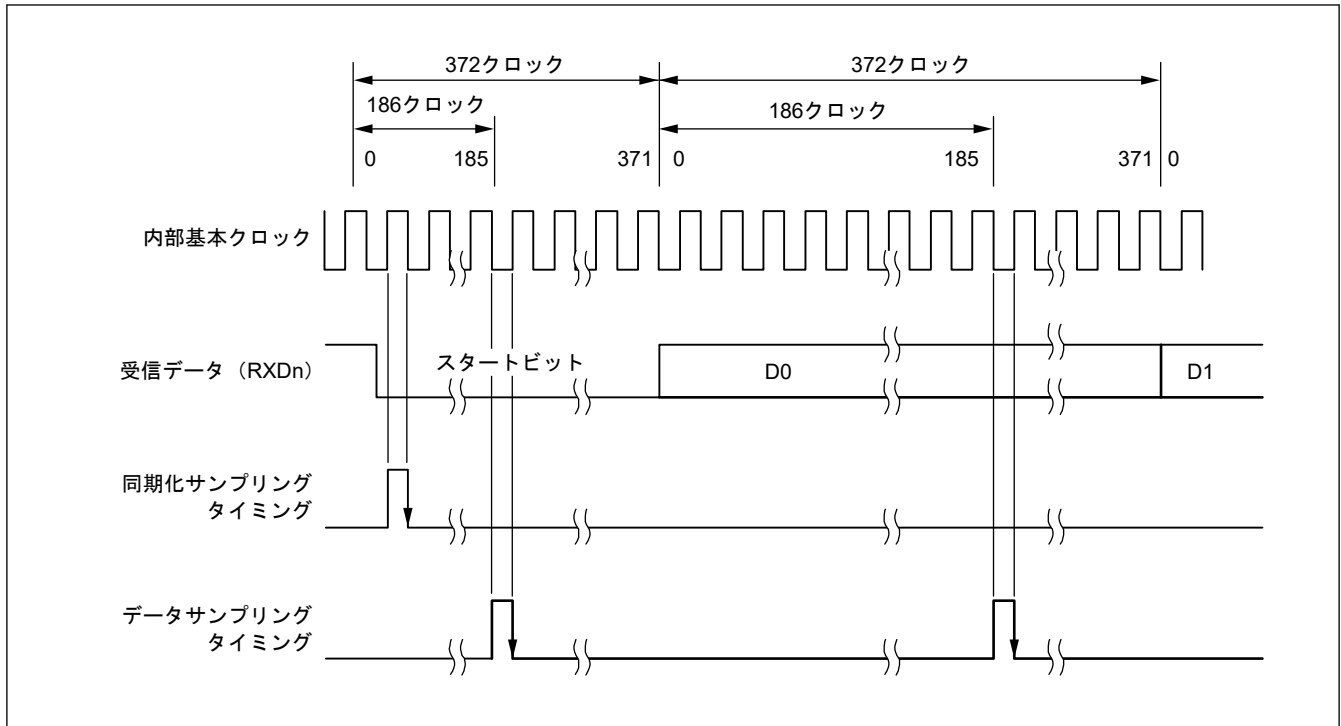 372クロック
372クロック
186クロック
186クロック
0
185
371
0
185
371
0
内部基本クロック
受信データ（RXDn）
スタートビット
D0
D1
同期化サンプリング
タイミング
データサンプリング
タイミング